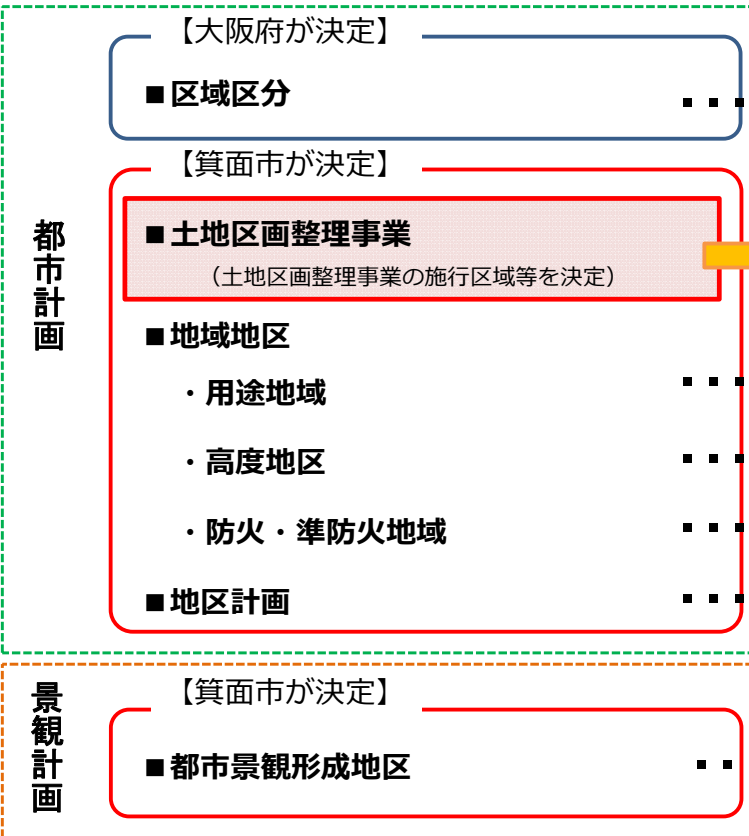 都市計画
【大阪府が決定】
■区域区分 ▪▪▪
【箕面市が決定】
■土地区画整理事業
（土地区画整理事業の施行区域等を決定）
■地域地区
・用途地域 ▪▪▪
・高度地区 ▪▪▪
・防火・準防火地域 ▪▪▪
■地区計画 ▪▪▪
景観計画
【箕面市が決定】
■都市景観形成地区 ▪▪